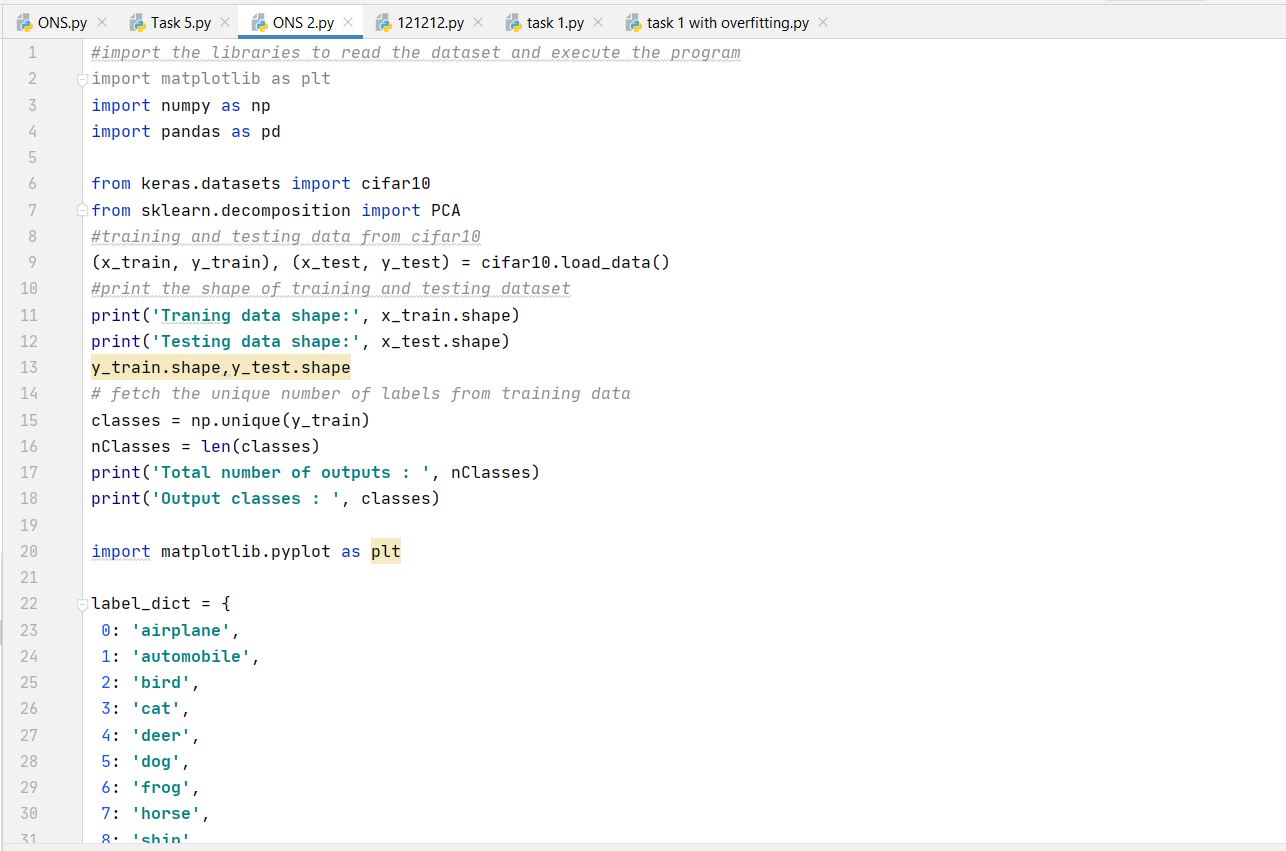 ONS.py Task 5.py ONS 2.py 121212.py task 1.py task 1 with overfitting.py
1 #import the libraries to read the dataset and execute the program
2 import matplotlib as plt
3 import numpy as np
4 import pandas as pd
5
6 from keras.datasets import cifar10
7 from sklearn.decomposition import PCA
8 #training and testing data from cifar10
9 (x_train, y_train), (x_test, y_test) = cifar10.load_data()
10 #print the shape of training and testing dataset
11 print('Traning data shape:', x_train.shape)
12 print('Testing data shape:', x_test.shape)
13 y_train.shape,y_test.shape
14 # fetch the unique number of labels from training data
15 classes = np.unique(y_train)
16 nClasses = len(classes)
17 print('Total number of outputs : ', nClasses)
18 print('Output classes : ', classes)
19
20 import matplotlib.pyplot as plt
21
22 label_dict = {
23 0: 'airplane',
24 1: 'automobile',
25 2: 'bird',
26 3: 'cat',
27 4: 'deer',
28 5: 'dog',
29 6: 'frog',
30 7: 'horse',
31 8: 'ship'